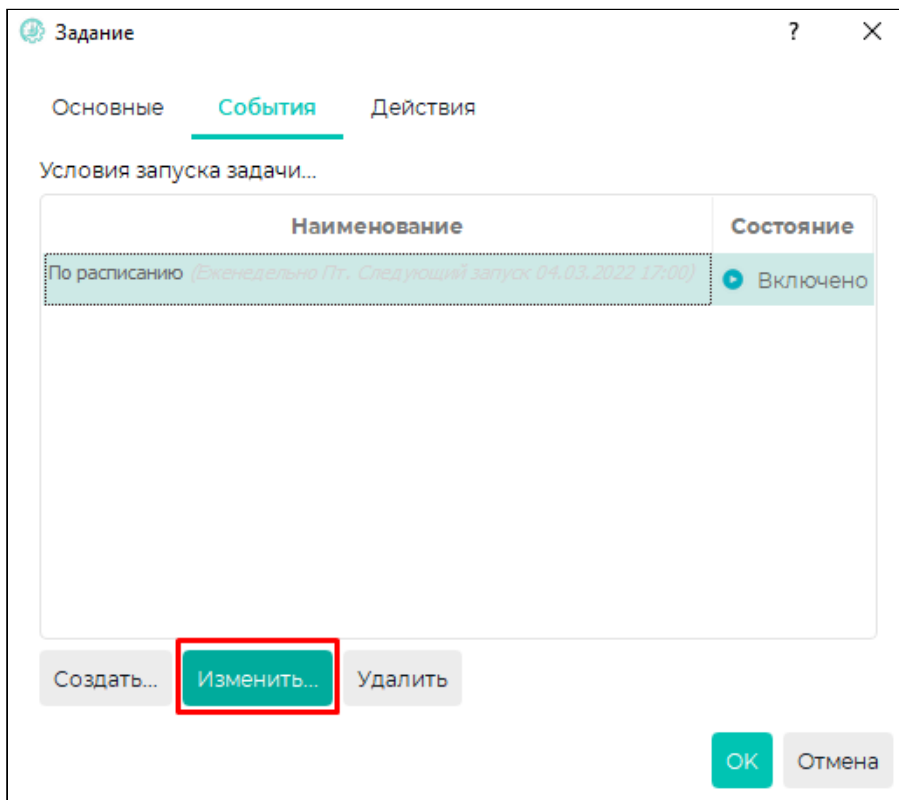 Задание ?
Основные События Действия
Условия запуска задачи...
Наименование Состояние
По расписанию (Еженедельно Пт. Следующий запуск 04.03.2022 17:00) Включено
Создать... Изменить... Удалить
OK Отмена